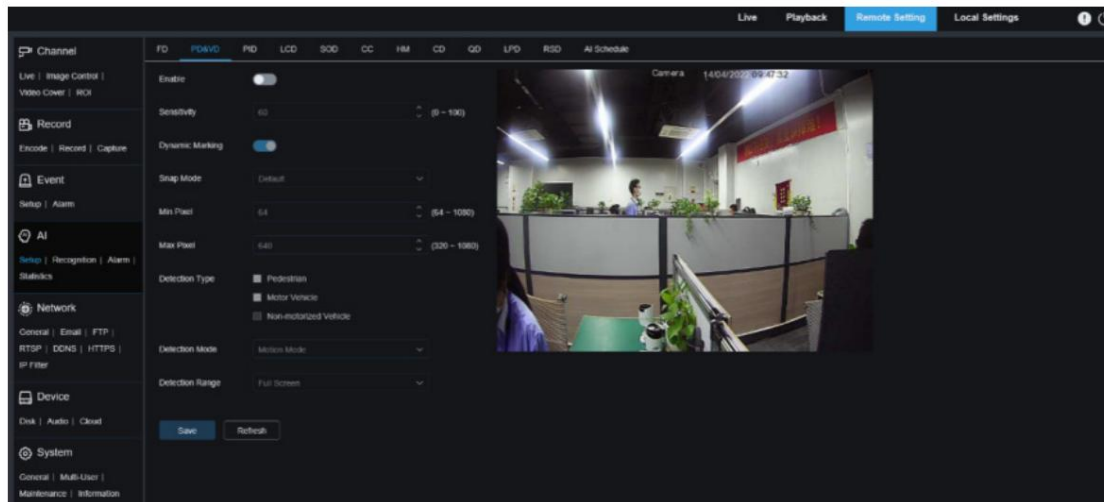 Live Playback Remote Setting Local Settings
Channel
Live | Image Control |
Video Cover | ROI
Record
Encode | Record | Capture
Event
Setup | Alarm
AI
Setup | Recognition | Alarm |
Statistics
Network
General | Email | FTP |
RTSP | DDNS | HTTPS |
IP Filter
Device
Disk | Audio | Cloud
System
General | Multi-User |
Maintenance | Information
FD PD&VD PID LCD SOD CC HM CD QD LPD RSD AI Schedule
Enable
Sensitivity 60 (0 ~ 100)
Dynamic Marking
Snap Mode Default
Min Pixel 64 (64 ~ 1080)
Max Pixel 640 (320 ~ 1080)
Detection Type Pedestrian
Motor Vehicle
Non-motorized Vehicle
Detection Mode Motion Mode
Detection Range Full Screen
Save Refresh
Camera 14/04/2022 09:47:32